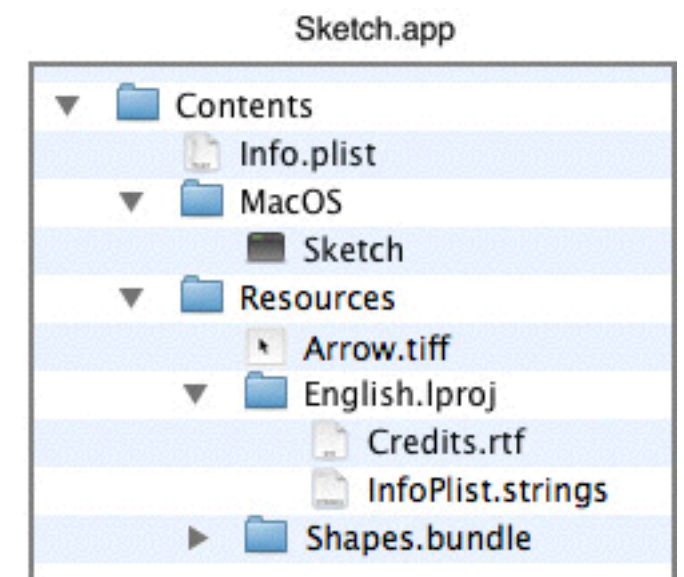 Sketch.app
Contents
Info.plist
MacOS
Sketch
Resources
Arrow.tiff
English.lproj
Credits.rtf
InfoPlist.strings
Shapes.bundle